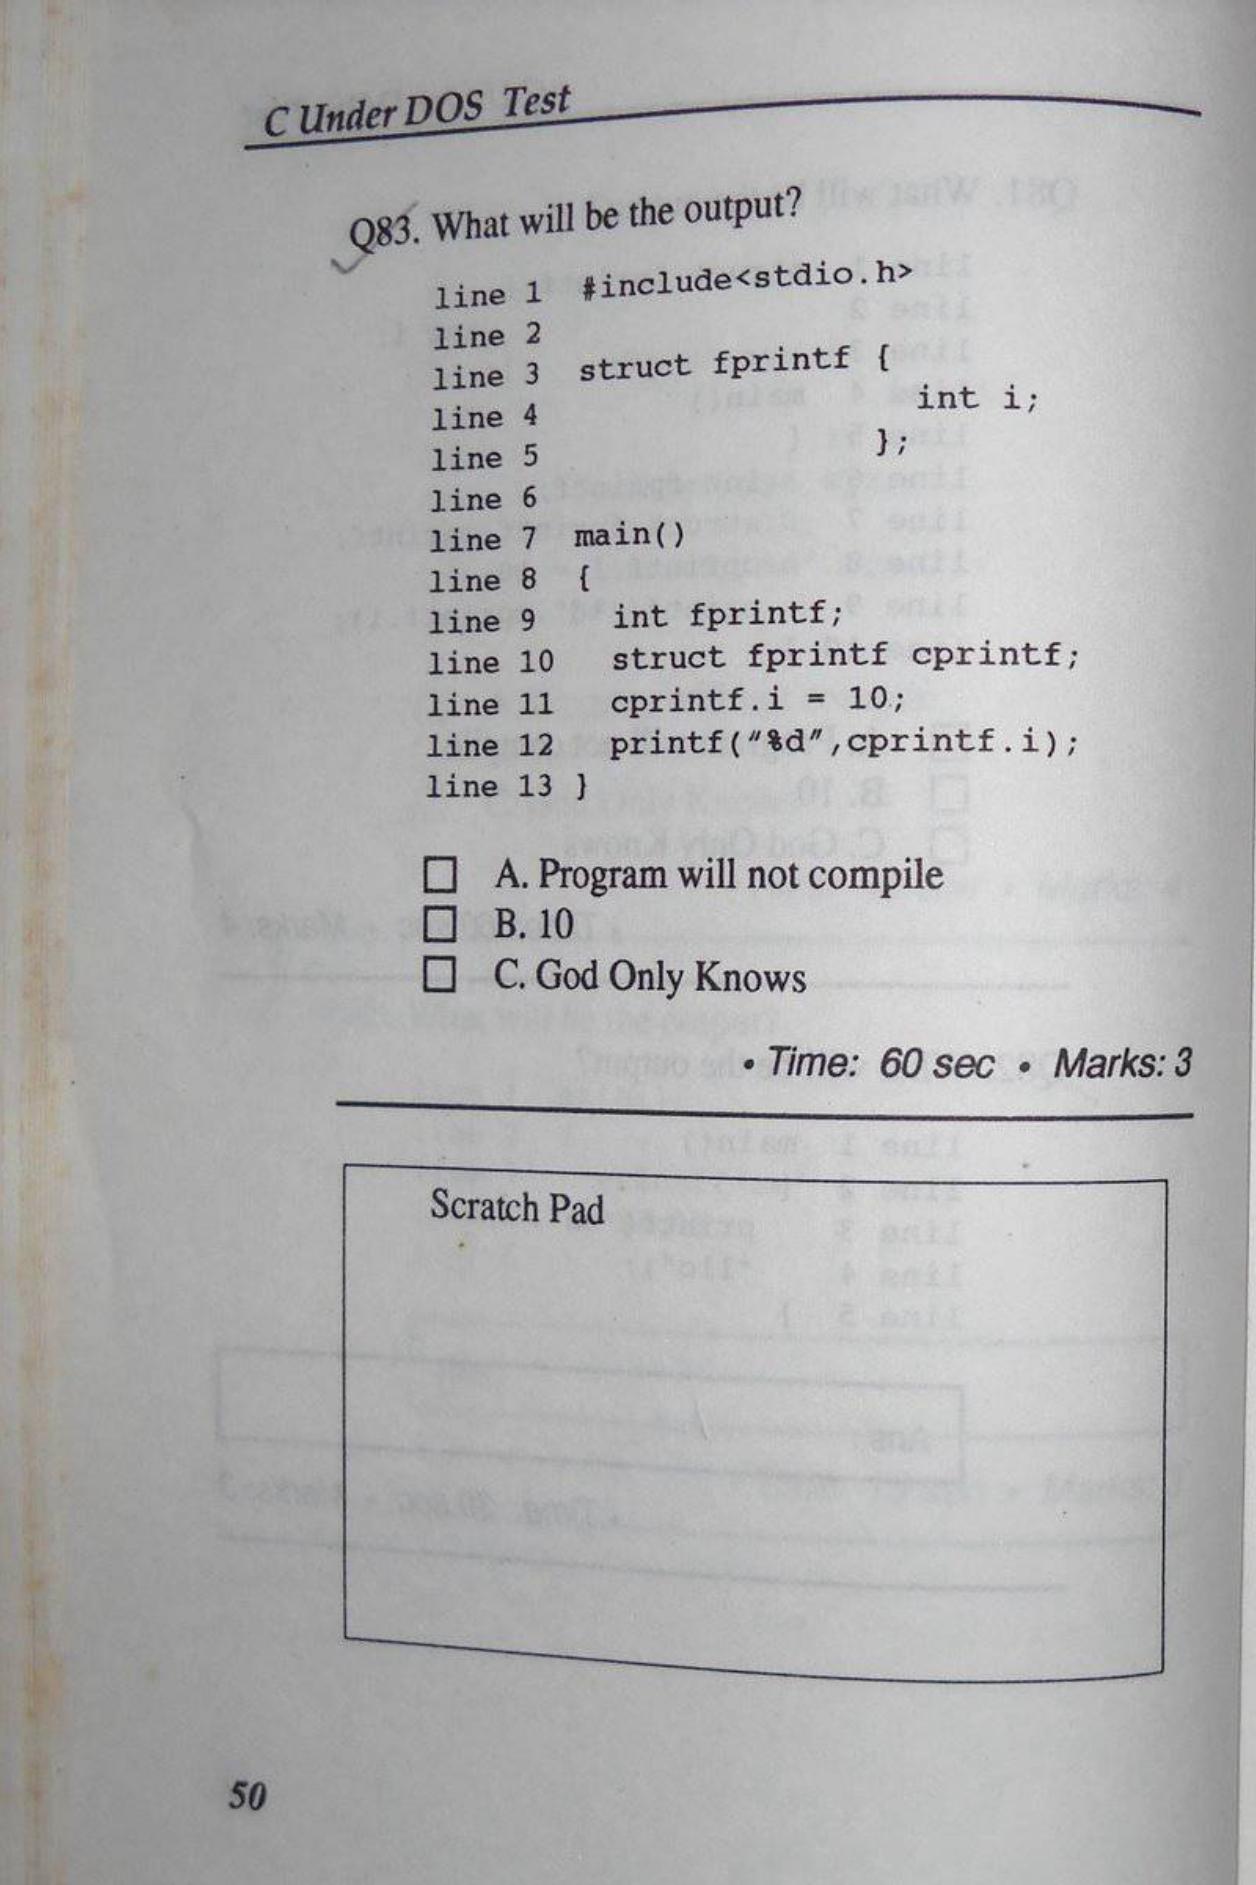 C Under DOS Test
Q83. What will be the output?
line 1 #include<stdio.h>
line 2
line 3 struct fprintf {
line 4 int i;
line 5 };
line 6
line 7 main()
line 8 {
line 9 int fprintf;
line 10 struct fprintf cprintf;
line 11 cprintf.i = 10;
line 12 printf("%d",cprintf.i);
line 13 }
A. Program will not compile
B. 10
C. God Only Knows
• Time: 60 sec • Marks: 3
Scratch Pad
50